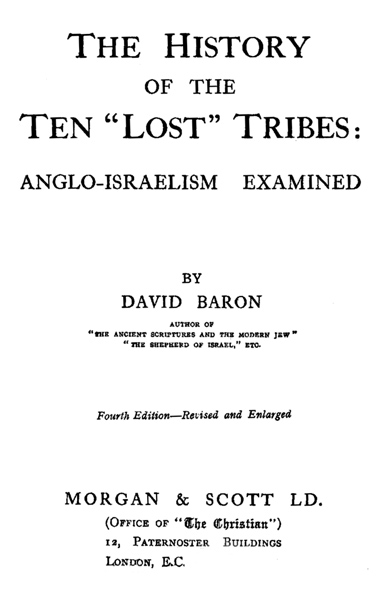 THE HISTORY
OF THE
TEN “LOST” TRIBES:
ANGLO-ISRAELISM EXAMINED
BY
DAVID BARON
AUTHOR OF
“THE ANCIENT SCRIPTURES AND THE MODERN JEW”
“THE SHEPHERD OF ISRAEL,” ETC.
Fourth Edition—Revised and Enlarged
MORGAN & SCOTT LD.
(OFFICE OF “The Christian”)
12, PATERNOSTER BUILDINGS
LONDON, E.C.